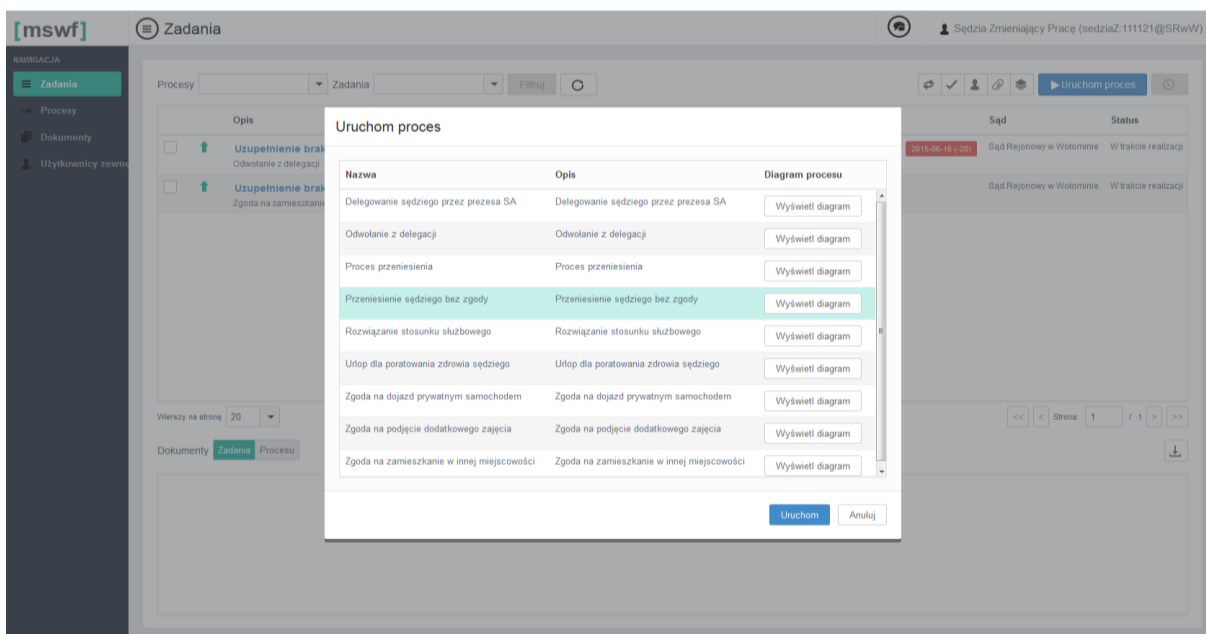 [mswf]
Zadania
Sędzia Zmieniający Pracę (sedziaZ:111121@SRwW)
NAWIGACJA
Zadania
Procesy
Dokumenty
Użytkownicy zewnę
Procesy
Zadania
Filtruj
Uruchom proces
Opis
Sąd
Status
Uzupełnienie brak
Odwołanie z delegacji
2015-06-16 (-28)
Sąd Rejonowy w Wołominie
W trakcie realizacji
Uzupełnienie brak
Zgoda na zamieszkanie
Sąd Rejonowy w Wołominie
W trakcie realizacji
Uruchom proces
Nazwa Opis Diagram procesu
Delegowanie sędziego przez prezesa SA Delegowanie sędziego przez prezesa SA Wyświetl diagram
Odwołanie z delegacji Odwołanie z delegacji Wyświetl diagram
Proces przeniesienia Proces przeniesienia Wyświetl diagram
Przeniesienie sędziego bez zgody Przeniesienie sędziego bez zgody Wyświetl diagram
Rozwiązanie stosunku służbowego Rozwiązanie stosunku służbowego Wyświetl diagram
Urlop dla poratowania zdrowia sędziego Urlop dla poratowania zdrowia sędziego Wyświetl diagram
Zgoda na dojazd prywatnym samochodem Zgoda na dojazd prywatnym samochodem Wyświetl diagram
Zgoda na podjęcie dodatkowego zajęcia Zgoda na podjęcie dodatkowego zajęcia Wyświetl diagram
Zgoda na zamieszkanie w innej miejscowości Zgoda na zamieszkanie w innej miejscowości Wyświetl diagram
Uruchom Anuluj
Wierszy na stronę 20
<< < Strona: 1 / 1 > >>
Dokumenty Zadania Procesu